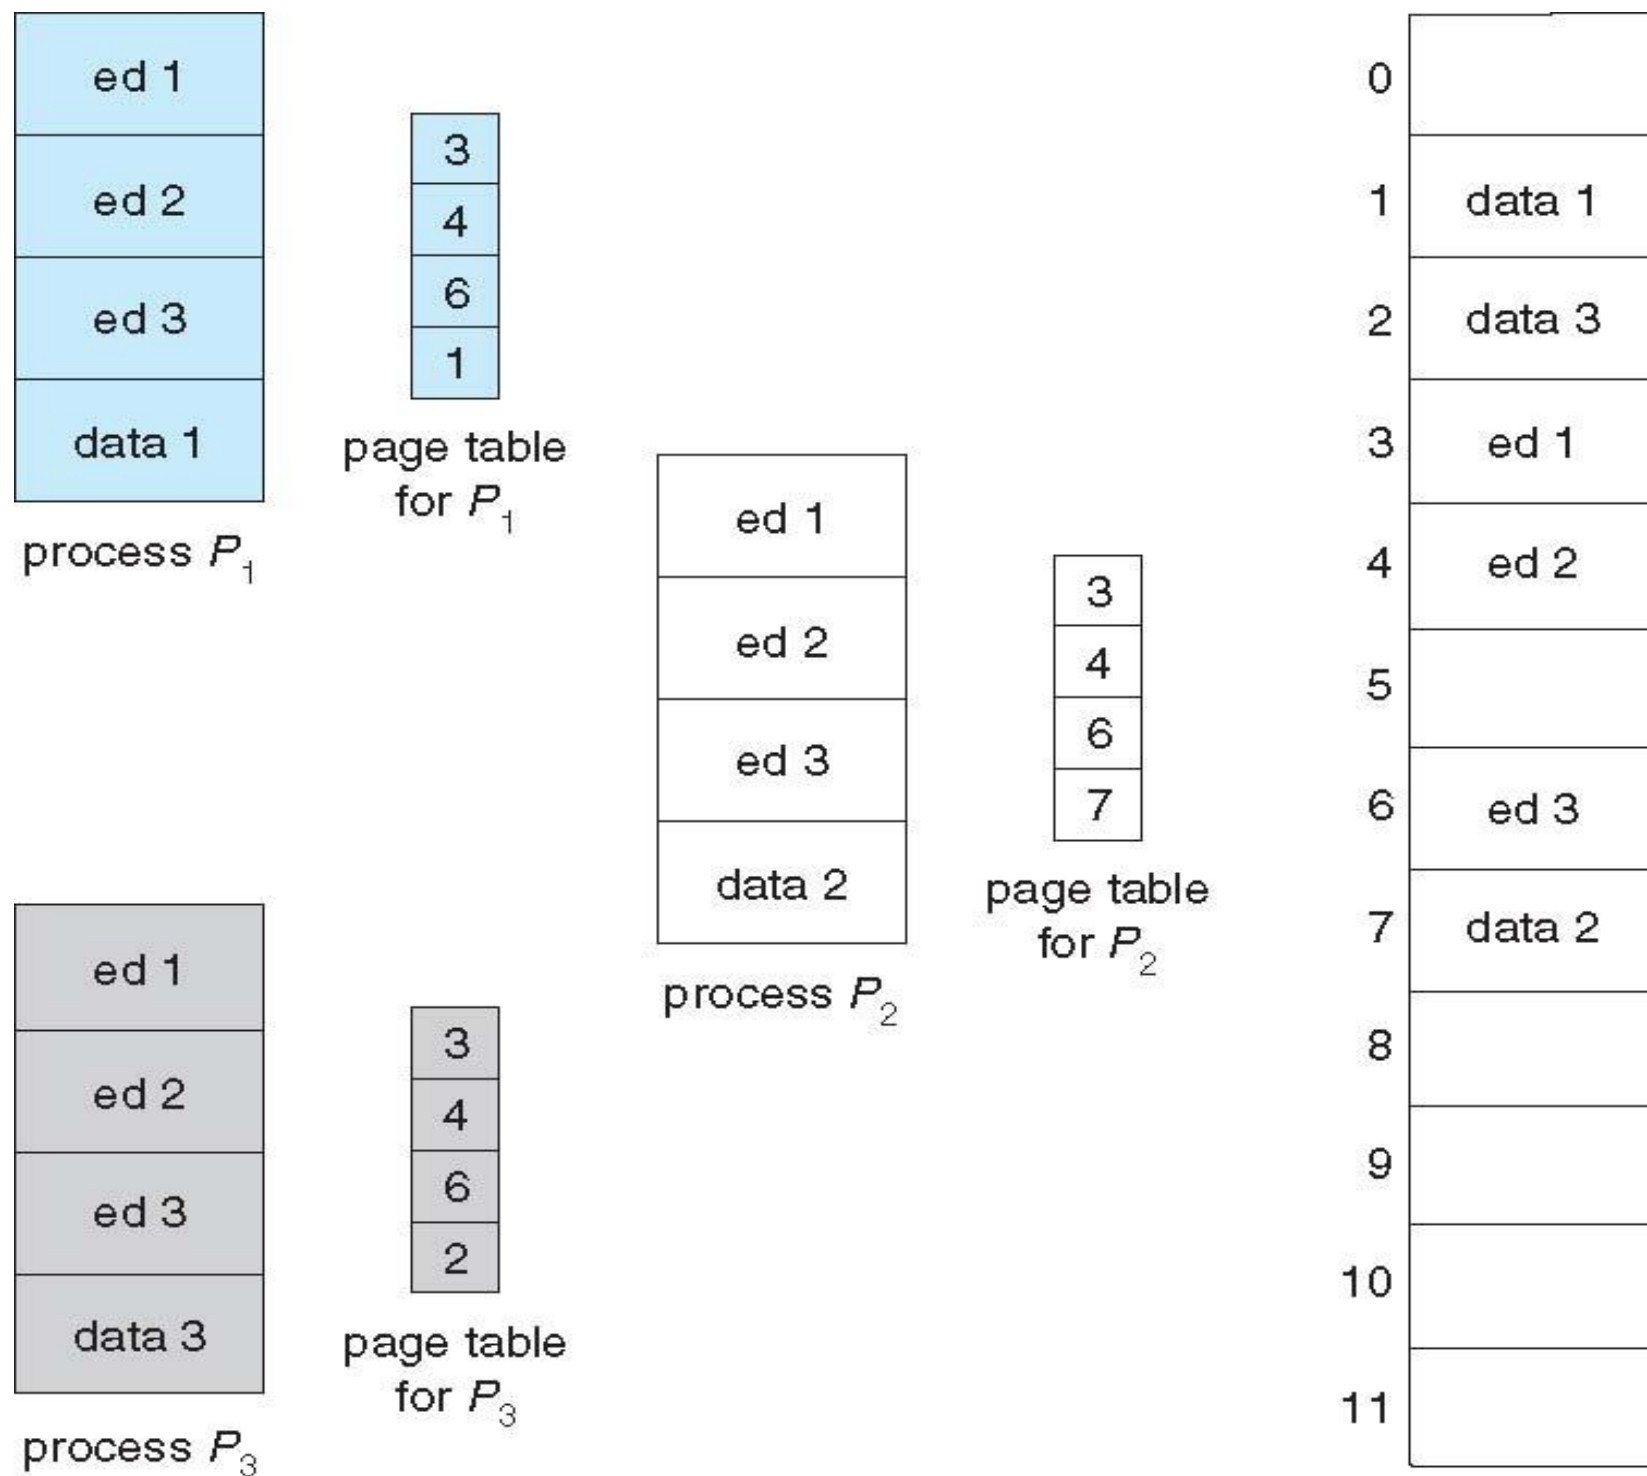 ed 1
ed 2
ed 3
data 1
process P1
3
4
6
1
page table
for P1
ed 1
ed 2
ed 3
data 2
process P2
3
4
6
7
page table
for P2
ed 1
ed 2
ed 3
data 3
process P3
3
4
6
2
page table
for P3
0
1 data 1
2 data 3
3 ed 1
4 ed 2
5
6 ed 3
7 data 2
8
9
10
11